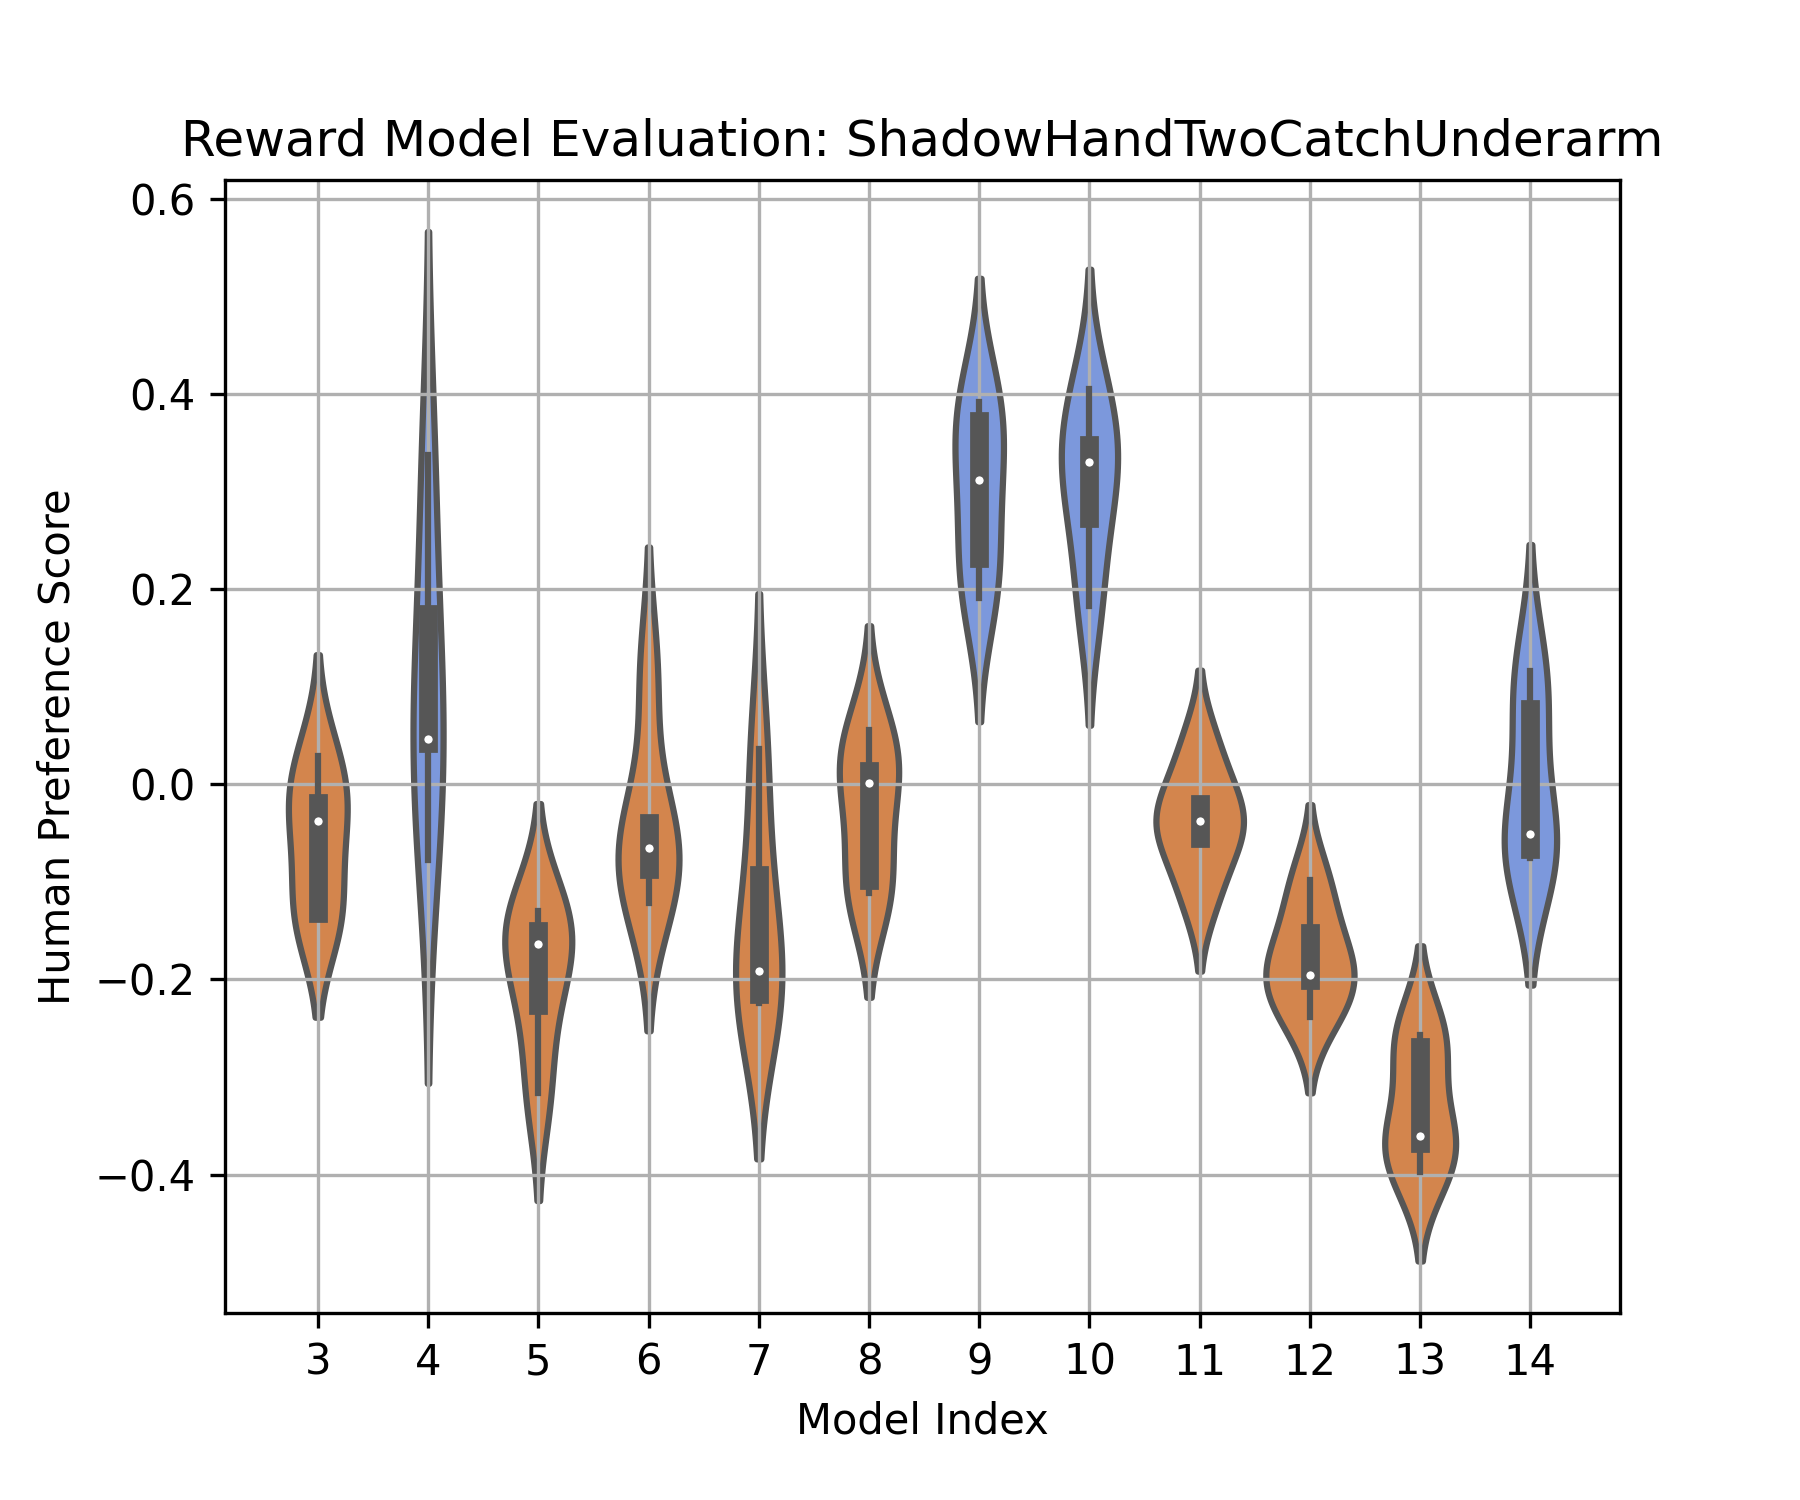 Reward Model Evaluation: ShadowHandTwoCatchUnderarm
Human Preference Score
0.6
0.4
0.2
0.0
−0.2
−0.4
3 4 5 6 7 8 9 10 11 12 13 14
Model Index